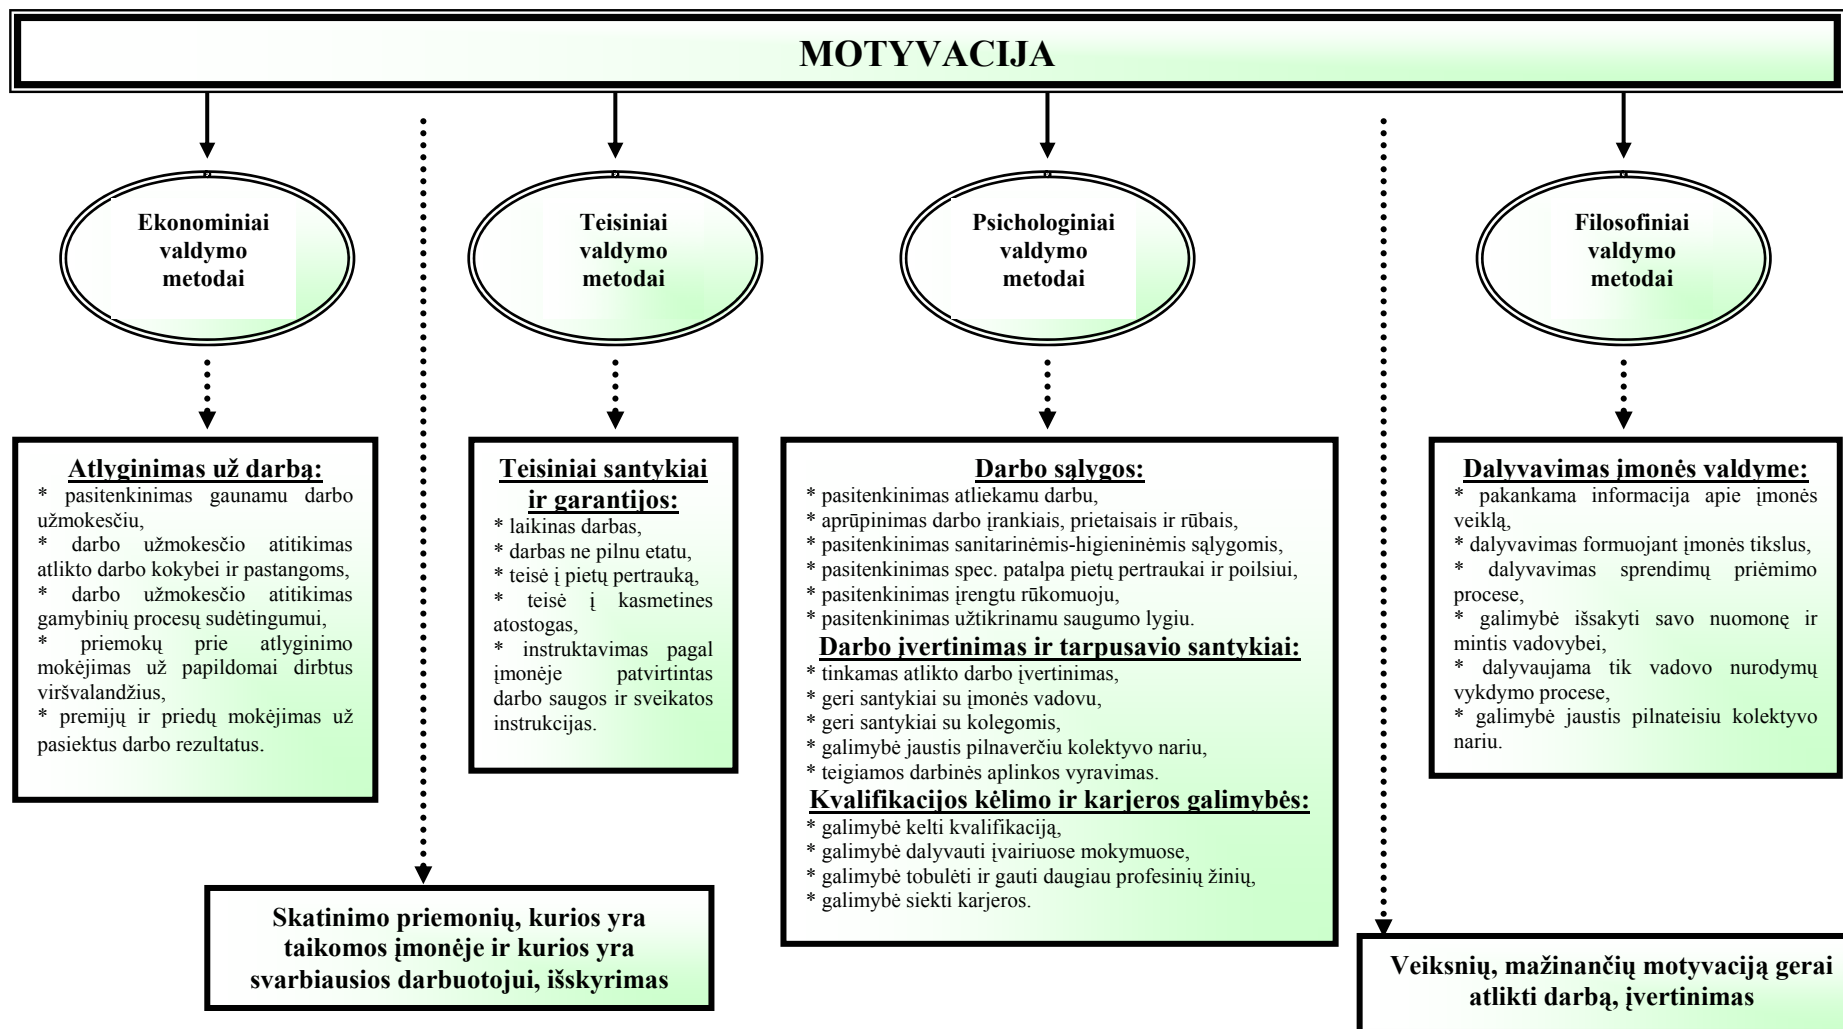 MOTYVACIJA
Ekonominiai
valdymo
metodai
Teisiniai
valdymo
metodai
Psichologiniai
valdymo
metodai
Filosofiniai
valdymo
metodai
Atlyginimas už darbą:
* pasitenkinimas gaunamu darbo
užmokesčiu,
* darbo užmokesčio atitikimas
atlikto darbo kokybei ir pastangoms,
* darbo užmokesčio atitikimas
gamybinių procesų sudėtingumui,
* priemokų prie atlyginimo
mokėjimas už papildomai dirbtus
viršvalandžius,
* premijų ir priedų mokėjimas už
pasiektus darbo rezultatus.
Teisiniai santykiai
ir garantijos:
* laikinas darbas,
* darbas ne pilnu etatu,
* teisė į pietų pertrauką,
* teisė į kasmetines
atostogas,
* instruktavimas pagal
įmonėje patvirtintas
darbo saugos ir sveikatos
instrukcijas.
Darbo sąlygos:
* pasitenkinimas atliekamu darbu,
* aprūpinimas darbo įrankiais, prietaisais ir rūbais,
* pasitenkinimas sanitarinėmis-higieninėmis sąlygomis,
* pasitenkinimas spec. patalpa pietų pertraukai ir poilsiui,
* pasitenkinimas įrengtu rūkomuoju,
* pasitenkinimas užtikrinamu saugumo lygiu.
Darbo įvertinimas ir tarpusavio santykiai:
* tinkamas atlikto darbo įvertinimas,
* geri santykiai su įmonės vadovu,
* geri santykiai su kolegomis,
* galimybė jaustis pilnaverčiu kolektyvo nariu,
* teigiamos darbinės aplinkos vyravimas.
Kvalifikacijos kėlimo ir karjeros galimybės:
* galimybė kelti kvalifikaciją,
* galimybė dalyvauti įvairiuose mokymuose,
* galimybė tobulėti ir gauti daugiau profesinių žinių,
* galimybė siekti karjeros.
Dalyvavimas įmonės valdyme:
* pakankama informacija apie įmonės
veiklą,
* dalyvavimas formuojant įmonės tikslus,
* dalyvavimas sprendimų priėmimo
procese,
* galimybė išsakyti savo nuomonę ir
mintis vadovybei,
* dalyvaujama tik vadovo nurodymų
vykdymo procese,
* galimybė jaustis pilnateisiu kolektyvo
nariu.
Skatinimo priemonių, kurios yra
taikomos įmonėje ir kurios yra
svarbiausios darbuotojui, išskyrimas
Veiksnių, mažinančių motyvaciją gerai
atlikti darbą, įvertinimas